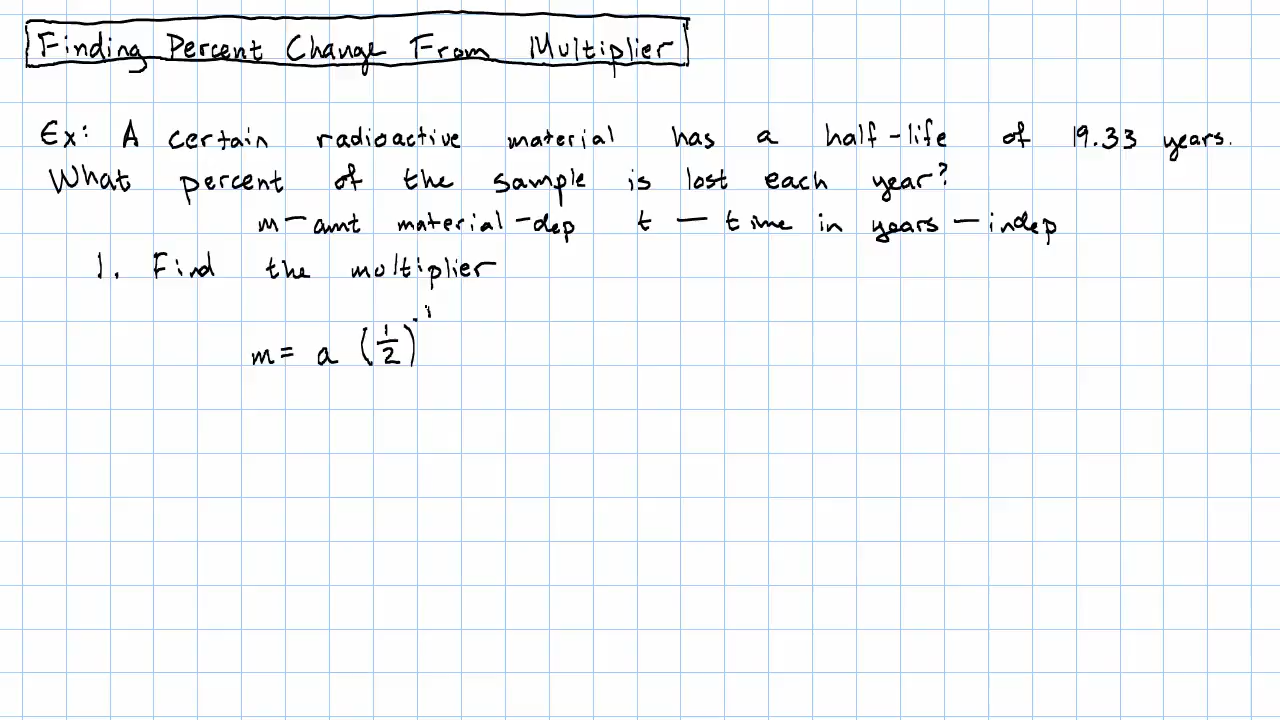 Finding Percent Change From Multiplier
Ex: A certain radioactive material has a half-life of 19.33 years.
What percent of the sample is lost each year?
m — amt material - dep t — time in years — indep
1. Find the multiplier
m = a (1/2)